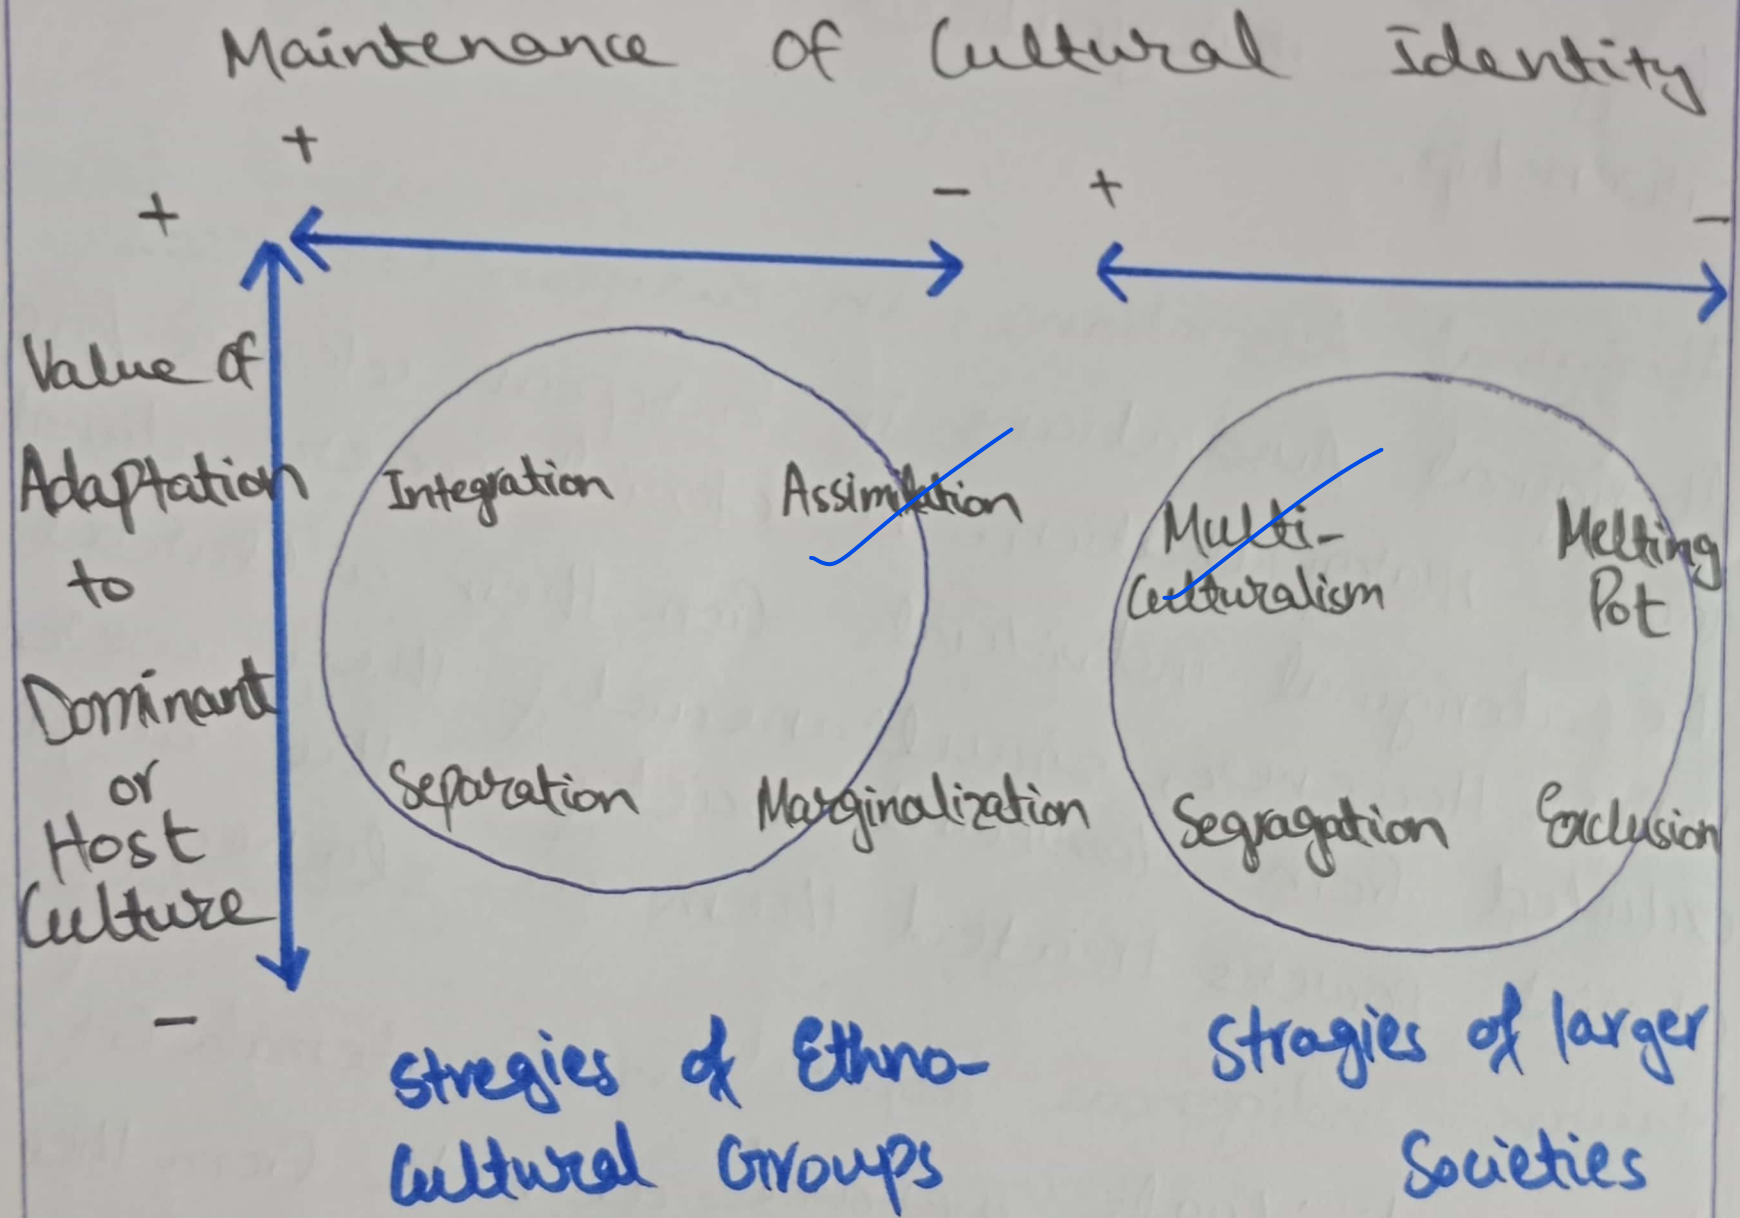 Maintenance of Cultural Identity
+
+ - + -
Value of
Adaptation
to
Dominant
or
Host
Culture
-
Integration Assimilation
Separation Marginalization
Multi-
Culturalism
Melting
Pot
Segragation Exclusion
Stregies of Ethno-
Cultural Groups
Stragies of larger
Societies